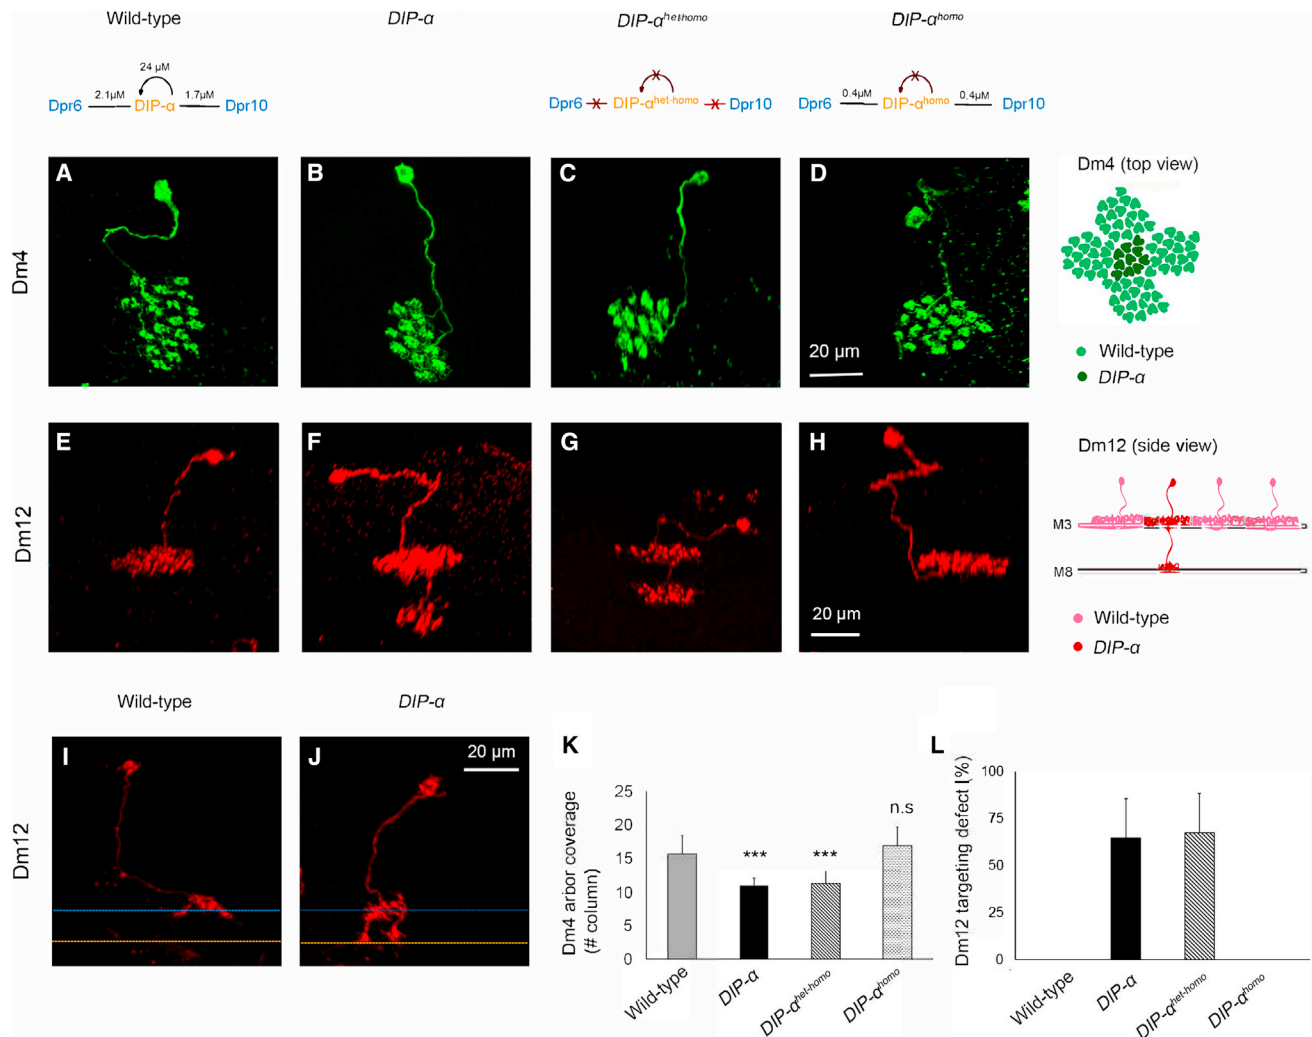 Wild-type DIP-α DIP-α^het-homo DIP-α^homo
24 µM
2.1µM 1.7µM 0.4µM 0.4µM
Dpr6 DIP-α Dpr10 Dpr6 DIP-α^het-homo Dpr10 Dpr6 DIP-α^homo Dpr10
A B C D Dm4 (top view)
Dm4
20 µm
Wild-type
DIP-α
E F G H Dm12 (side view)
Dm12
M3
M8
20 µm
Wild-type
DIP-α
Wild-type DIP-α
I J K L
20 µm
Dm12
Dm4 arbor coverage
(# column)
25
20
15
10
5
0
*** *** n.s
Wild-type DIP-α DIP-α^het-homo DIP-α^homo
Dm12 targeting defect (%)
100
75
50
25
0
Wild-type DIP-α DIP-α^het-homo DIP-α^homo